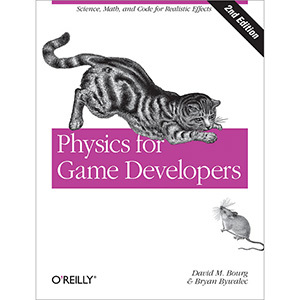 Science, Math, and Code for Realistic Effects
2nd Edition
Physics for
Game Developers
David M. Bourg
& Bryan Bywalec
O'REILLY®